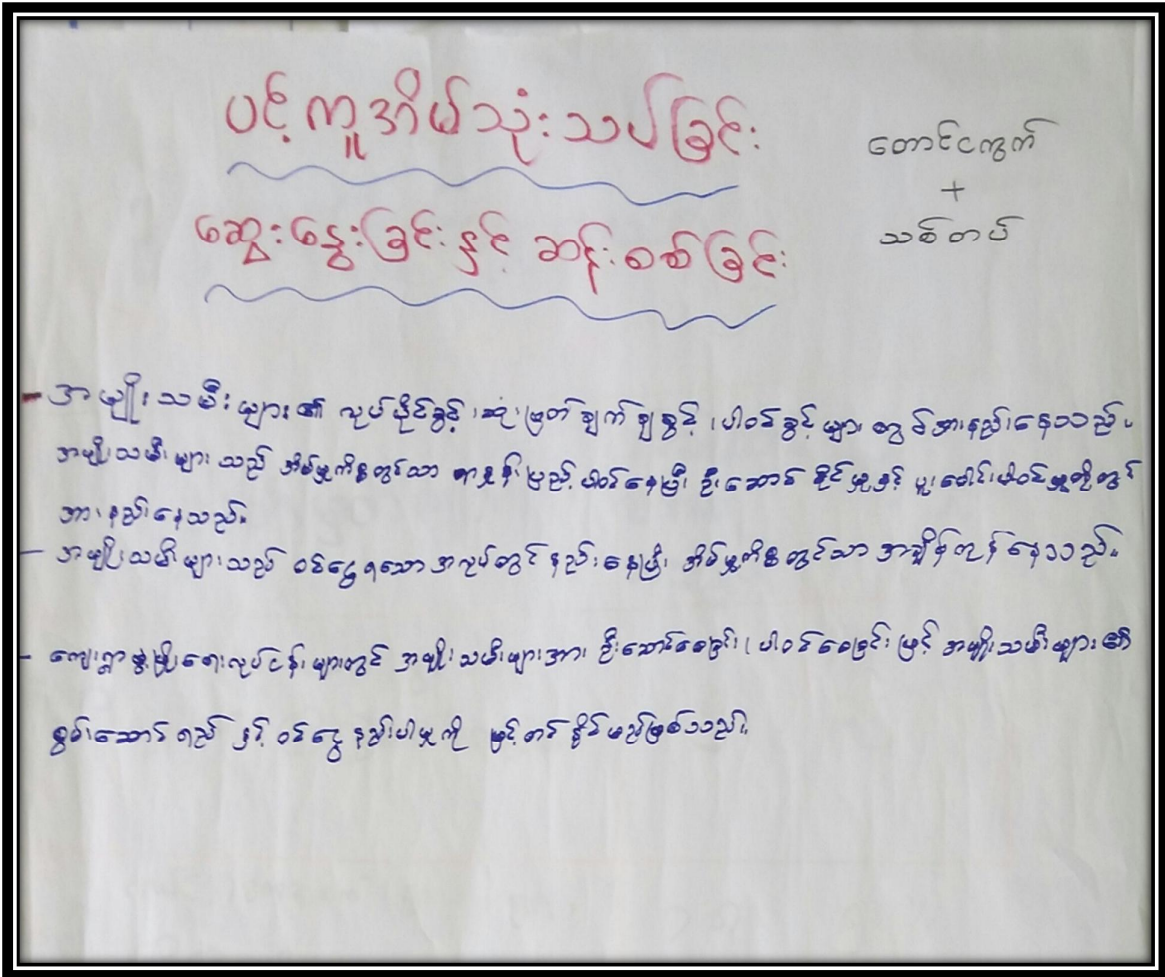 ပင့်ကူအိမ်သုံးသပ်ခြင်း
တောင်ငကွက်
+
သစ်တပ်
ဆွေးနွေးခြင်းနှင့် ဆန်းစစ်ခြင်း
- အမျိုးသမီးများ၏ လုပ်ပိုင်ခွင့်၊ ဆုံးဖြတ်ချက်ချခွင့်၊ ပါဝင်ခွင့်များတွင် အားနည်းနေသည်။
အမျိုးသမီးများသည် အိမ်မှုကိစ္စတွင်သာ ရာနှုန်းပြည့် ပါဝင်နေပြီး ဦးဆောင်နိုင်မှုနှင့် ပူးပေါင်းပါဝင်မှုတို့တွင်
အားနည်းနေသည်။
- အမျိုးသမီးများသည် ဝင်ငွေရသောအလုပ်တွင် နည်းနေပြီး အိမ်မှုကိစ္စတွင်သာ အချိန်ကုန်နေသည်။
- ကျေးရွာဖွံ့ဖြိုးရေးလုပ်ငန်းများတွင် အမျိုးသမီးများအား ဦးဆောင်စေခြင်း၊ ပါဝင်စေခြင်းဖြင့် အမျိုးသမီးများ၏
စွမ်းဆောင်ရည်နှင့် ဝင်ငွေနည်းပါးမှုကို မြှင့်တင်နိုင်မည်ဖြစ်သည်။